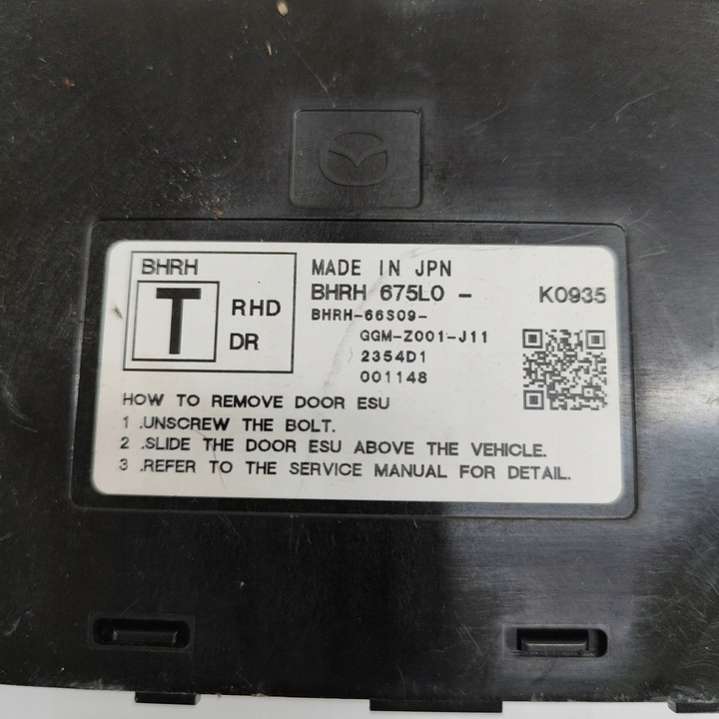 BHRH
T
RHD
DR
MADE IN JPN
BHRH 675L0 - K0935
BHRH-66S09-
GGM-Z001-J11
2354D1
001148
HOW TO REMOVE DOOR ESU
1 .UNSCREW THE BOLT.
2 .SLIDE THE DOOR ESU ABOVE THE VEHICLE.
3 .REFER TO THE SERVICE MANUAL FOR DETAIL.